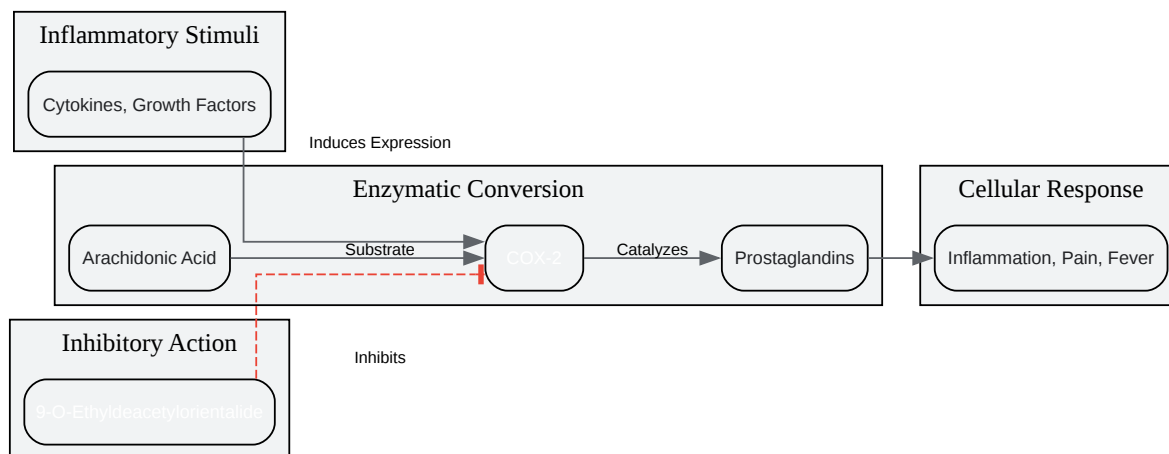 Inflammatory Stimuli
Cytokines, Growth Factors
Induces Expression
Enzymatic Conversion
Cellular Response
Arachidonic Acid
Substrate
COX-2
Catalyzes
Prostaglandins
Inflammation, Pain, Fever
Inhibitory Action
Inhibits
9-O-Ethyldeacetylorientalide